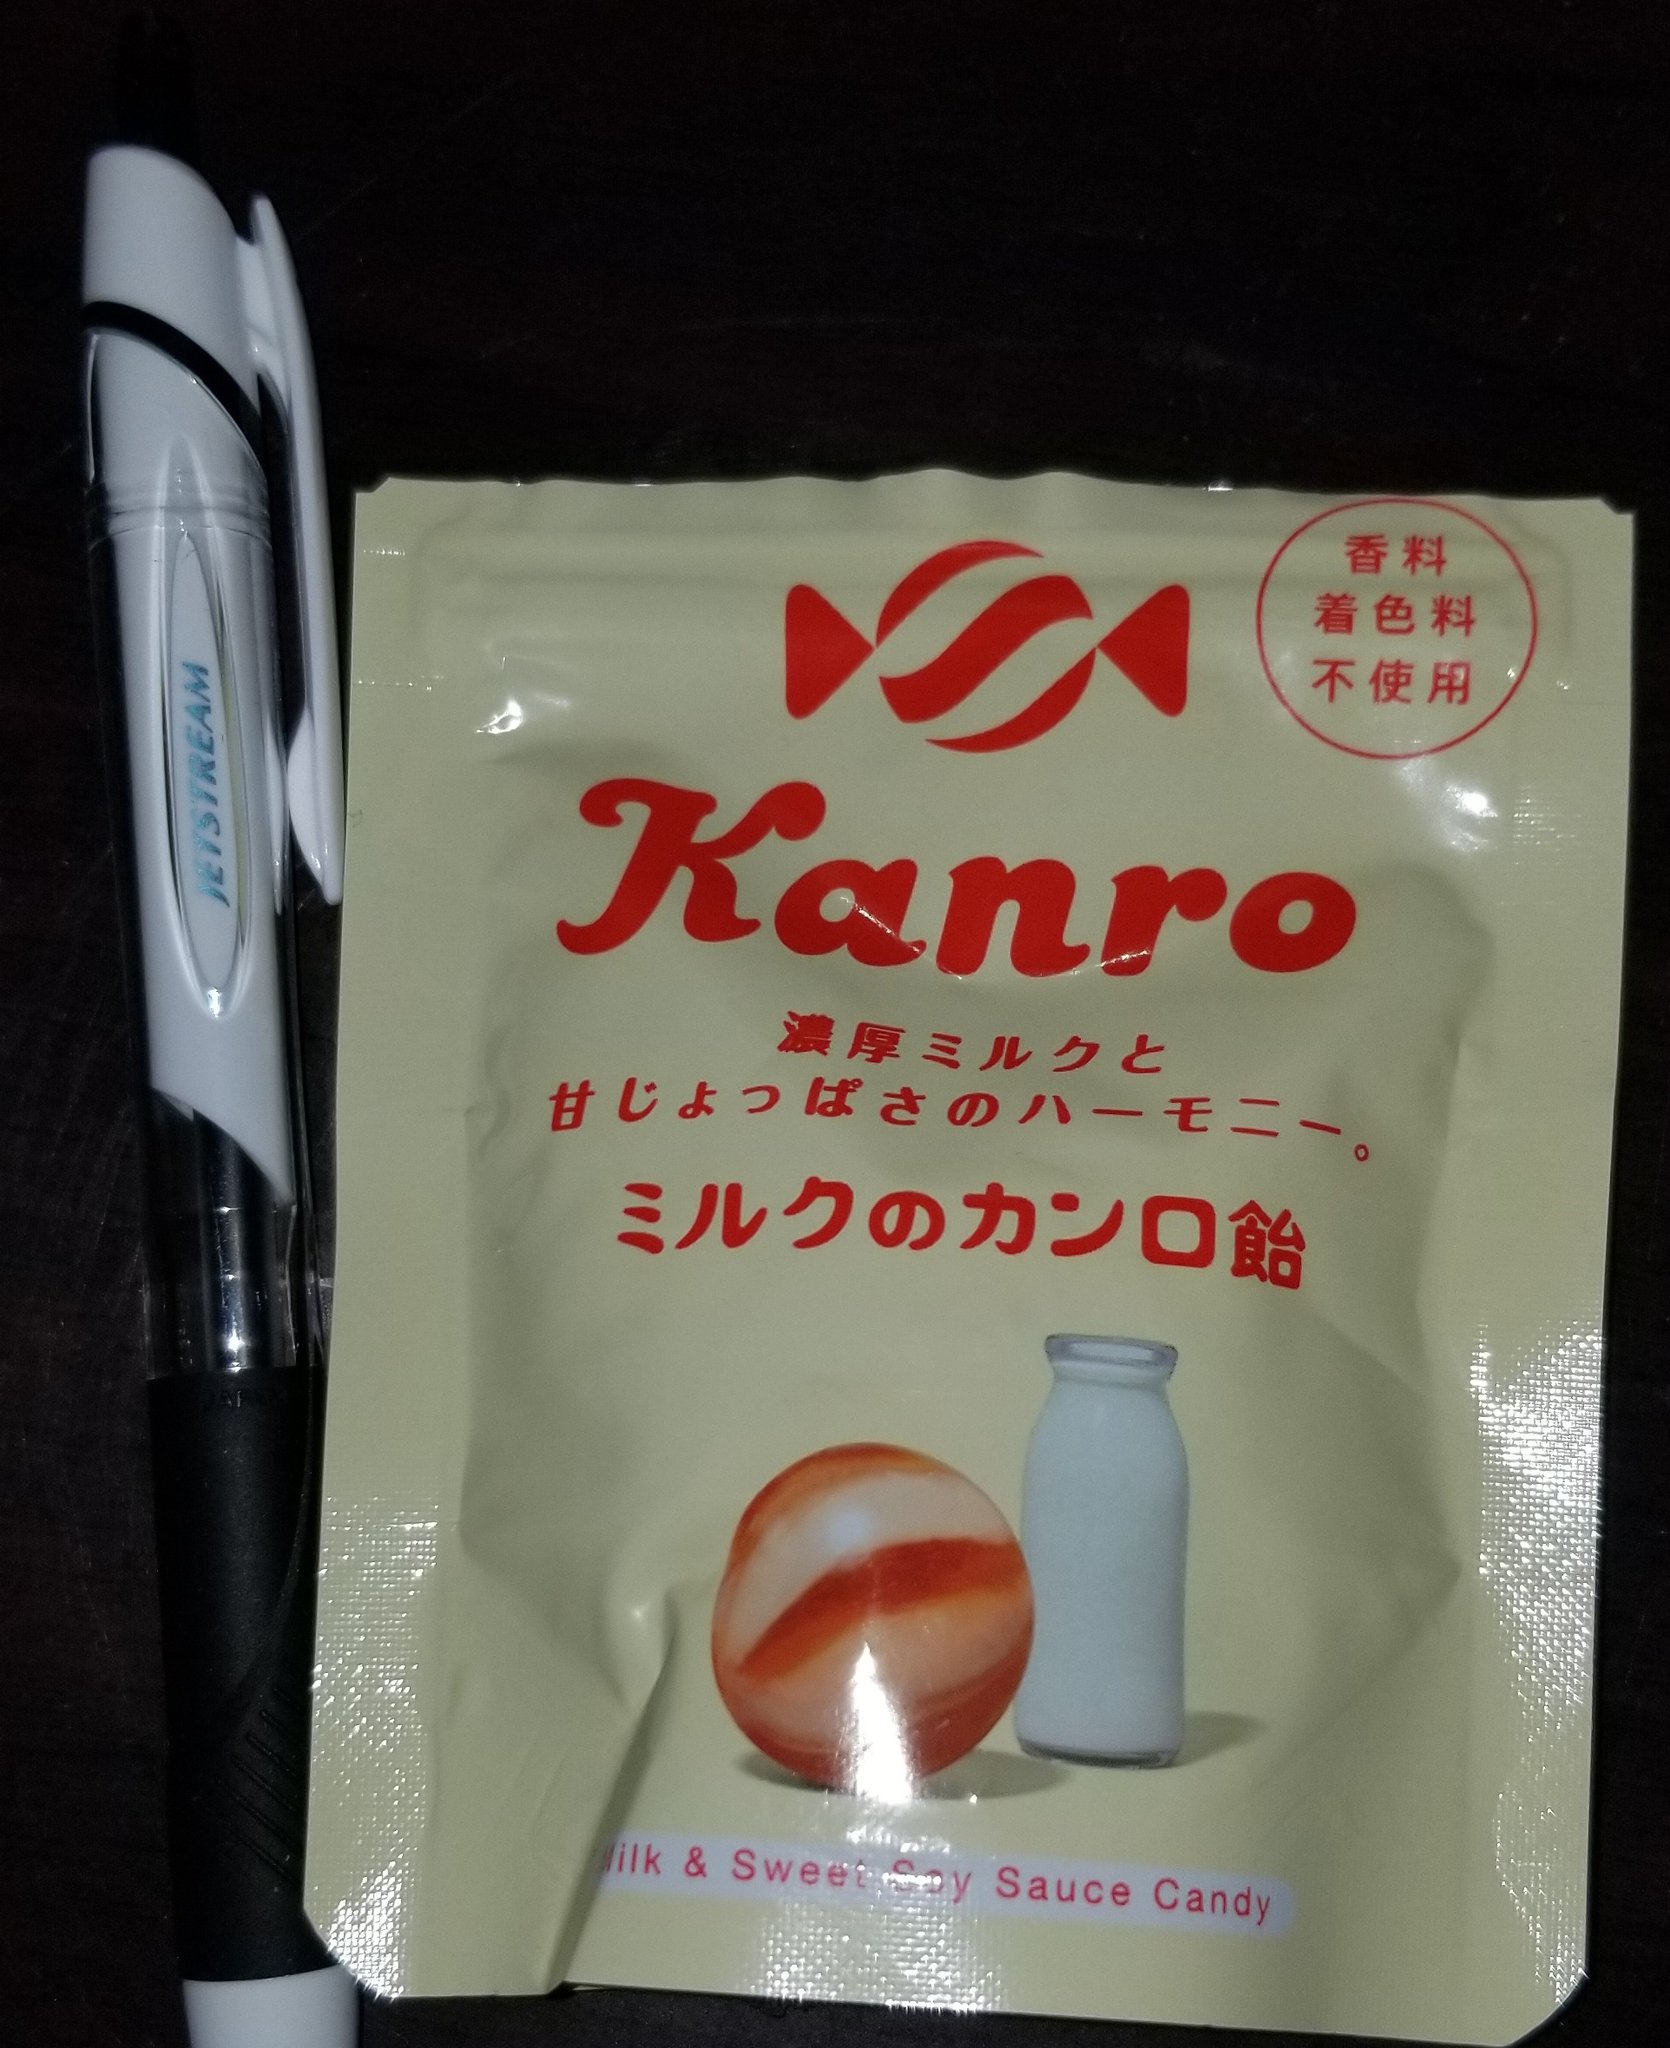 JETSTREAM
香料
着色料
不使用
Kanro
濃厚ミルクと
甘じょっぱさのハーモニー。
ミルクのカンロ飴
Milk & Sweet Soy Sauce Candy